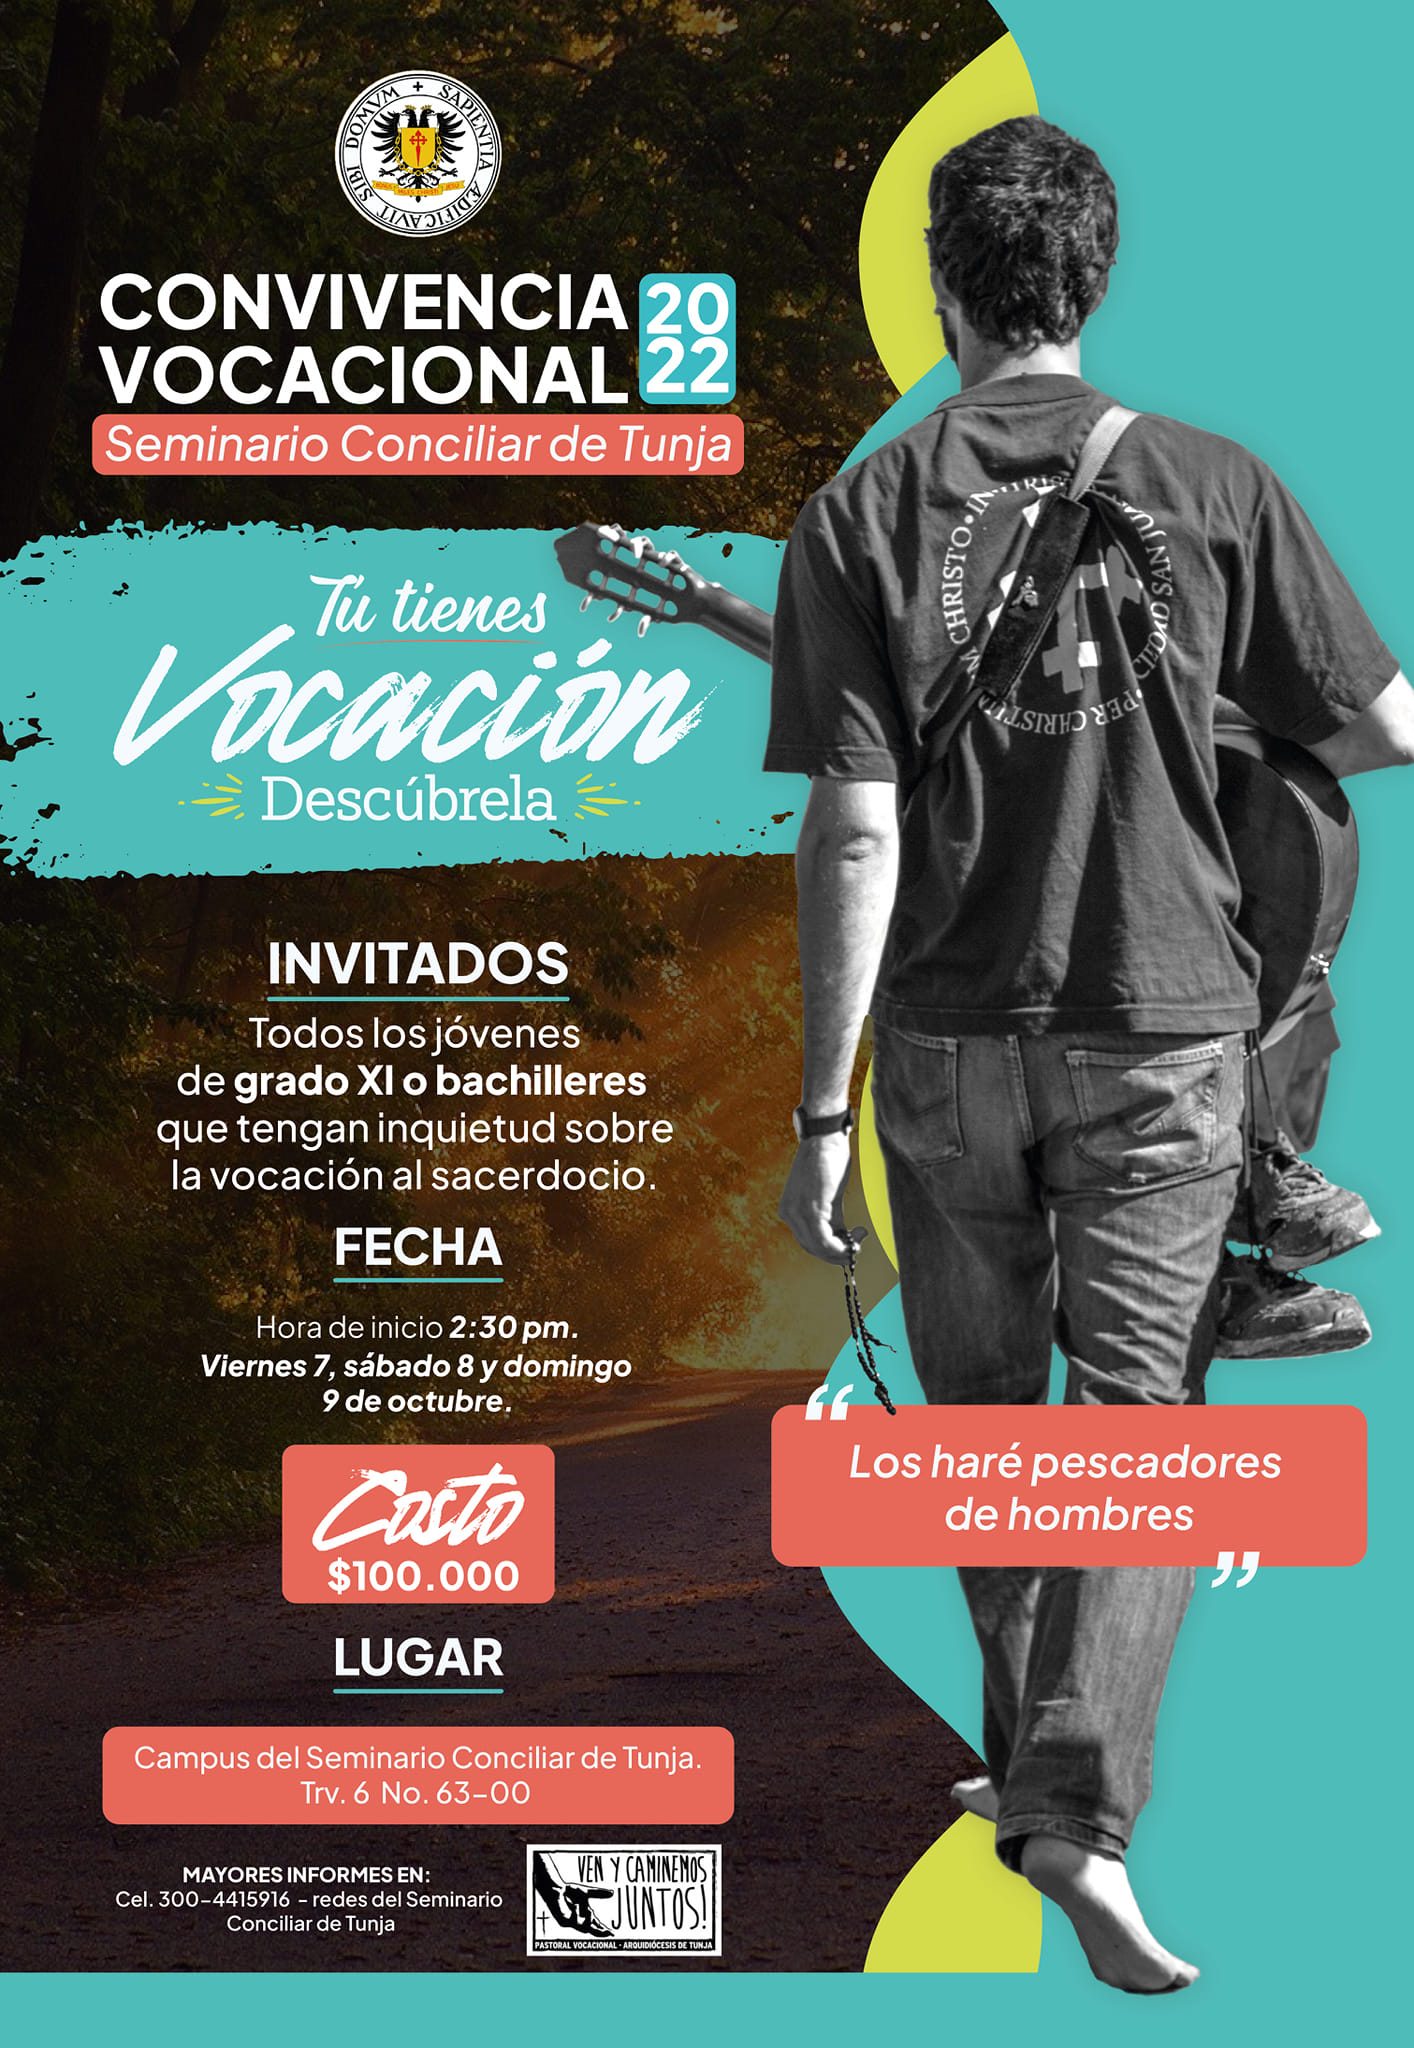 SAPIENTIA ÆDIFICAVIT SIBI DOMVM
CONVIVENCIA
VOCACIONAL
20
22
Seminario Conciliar de Tunja
Tú tienes
Vocación
Descúbrela
CHRISTO • IN
SAN JUAN
PER CHRISTUM
INVITADOS
Todos los jóvenes
de grado XI o bachilleres
que tengan inquietud sobre
la vocación al sacerdocio.
FECHA
Hora de inicio 2:30 pm.
Viernes 7, sábado 8 y domingo
9 de octubre.
Costo
$100.000
“Los haré pescadores
de hombres”
LUGAR
Campus del Seminario Conciliar de Tunja.
Trv. 6 No. 63-00
MAYORES INFORMES EN:
Cel. 300-4415916 - redes del Seminario
Conciliar de Tunja
VEN Y CAMINEMOS
JUNTOS!
PASTORAL VOCACIONAL - ARQUIDIÓCESIS DE TUNJA